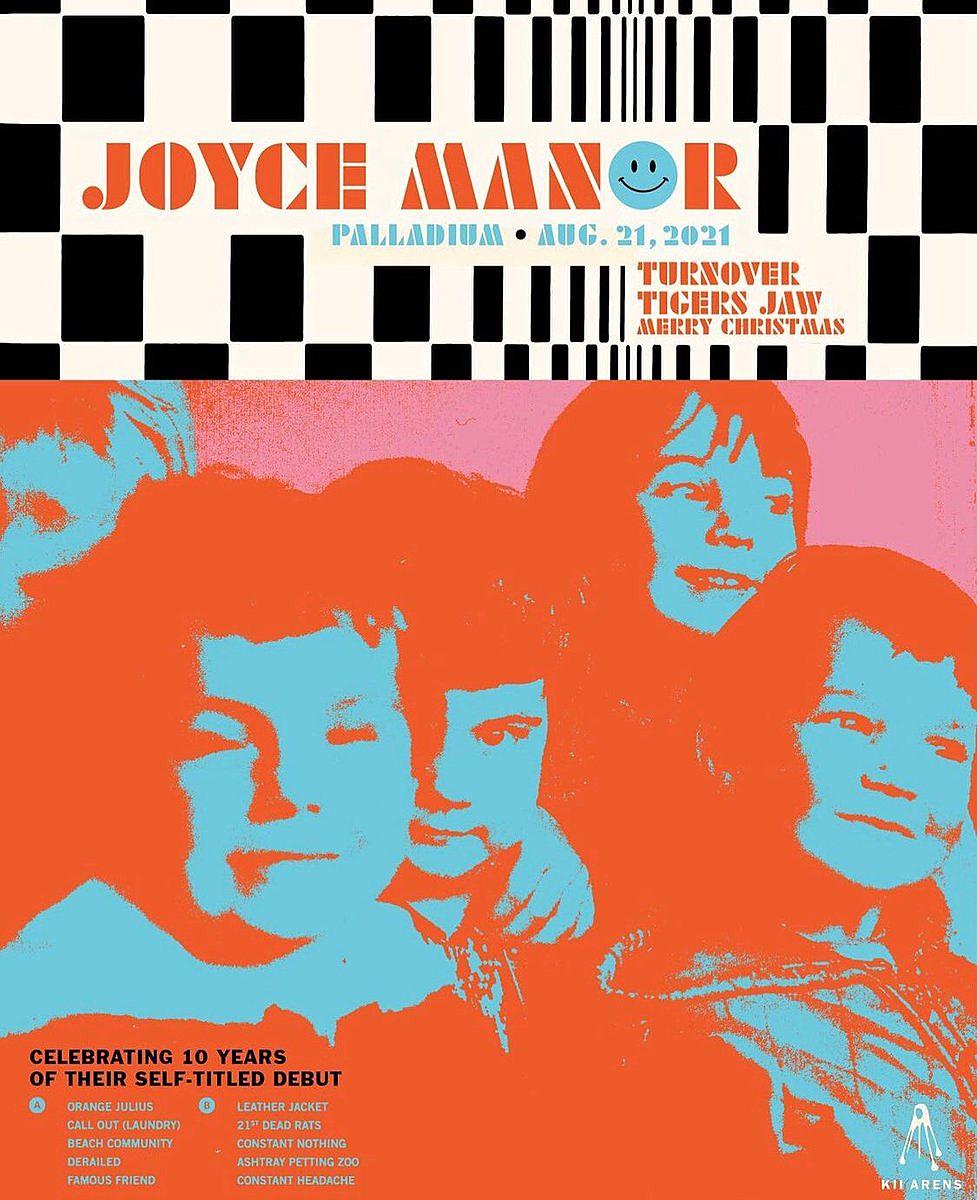 JOYCE MANOR
PALLADIUM • AUG. 21, 2021
TURNOVER
TIGERS JAW
MERRY CHRISTMAS
CELEBRATING 10 YEARS
OF THEIR SELF-TITLED DEBUT
A
ORANGE JULIUS
CALL OUT (LAUNDRY)
BEACH COMMUNITY
DERAILED
FAMOUS FRIEND
B
LEATHER JACKET
21ST DEAD RATS
CONSTANT NOTHING
ASHTRAY PETTING ZOO
CONSTANT HEADACHE
KII ARENS